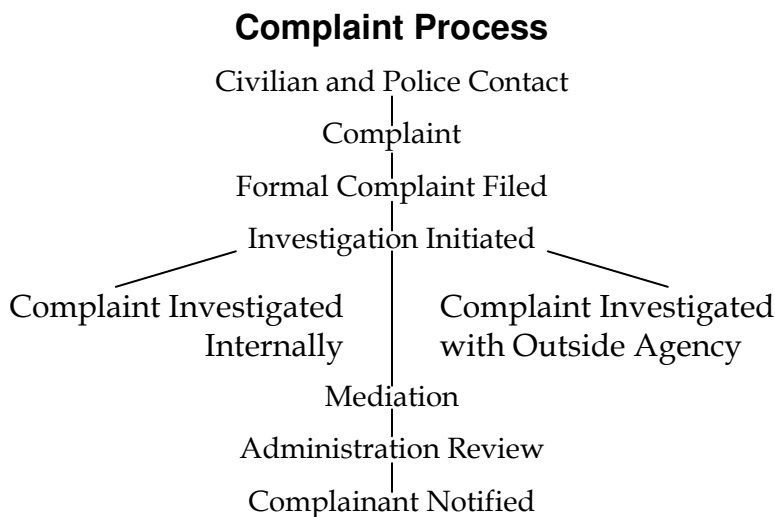 Complaint Process
Civilian and Police Contact
Complaint
Formal Complaint Filed
Investigation Initiated
Complaint Investigated
Internally
Complaint Investigated
with Outside Agency
Mediation
Administration Review
Complainant Notified